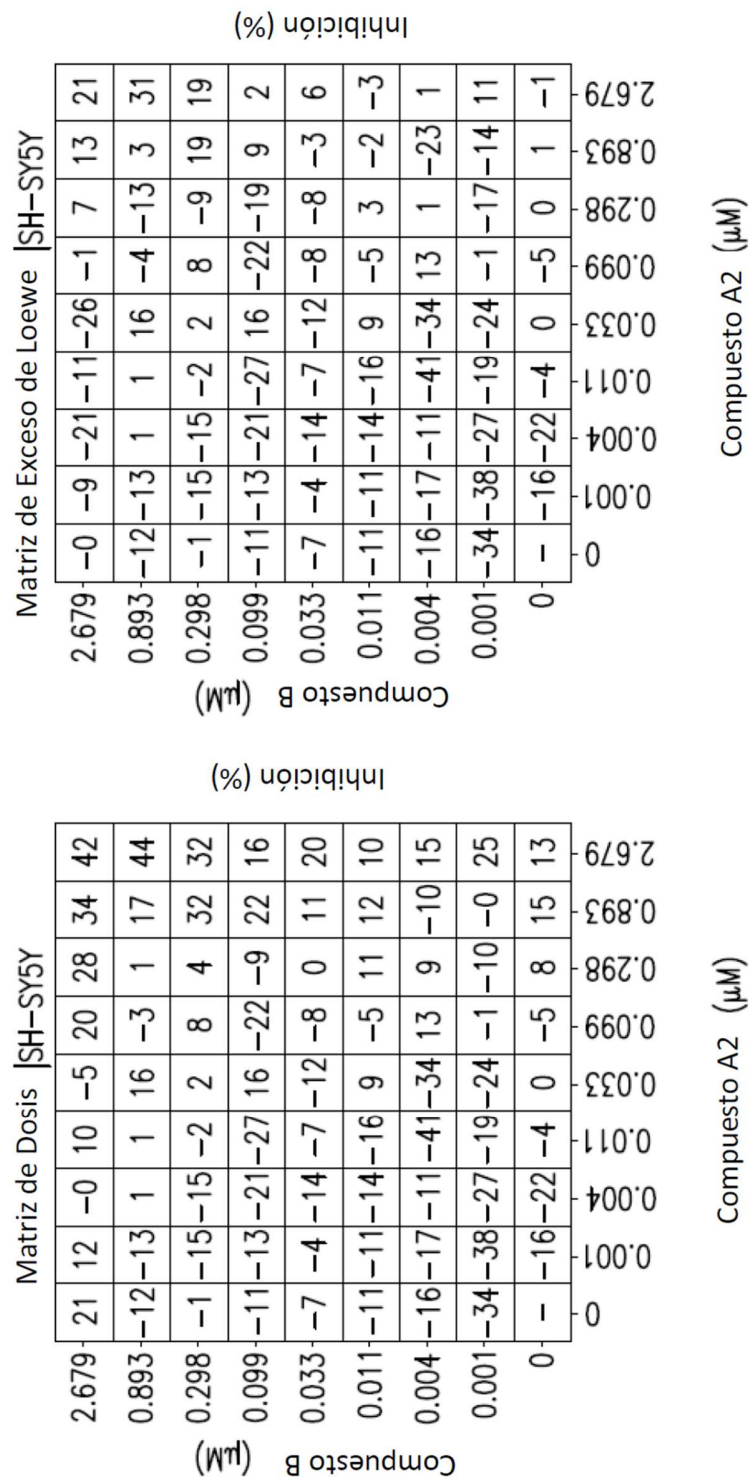 Matriz de Dosis SH-SY5Y
2.679 21 12 -0 10 -5 20 28 34 42
0.893 -12 -13 1 1 16 -3 1 17 44
0.298 -1 -15 -15 -2 2 8 4 32 32
0.099 -11 -13 -21 -27 16 -22 -9 22 16
0.033 -7 -4 -14 -7 -12 -8 0 11 20
0.011 -11 -11 -14 -16 9 -5 11 12 10
0.004 -16 -17 -11 -41 -34 13 9 -10 15
0.001 -34 -38 -27 -19 -24 -1 -10 -0 25
0 - -16 -22 -4 0 -5 8 15 13
0 0.001 0.004 0.011 0.033 0.099 0.298 0.893 2.679
Compuesto B (µM)
Compuesto A2 (µM)
Inhibición (%)
Matriz de Exceso de Loewe SH-SY5Y
2.679 -0 -9 -21 -11 -26 -1 7 13 21
0.893 -12 -13 1 1 16 -4 -13 3 31
0.298 -1 -15 -15 -2 2 8 -9 19 19
0.099 -11 -13 -21 -27 16 -22 -19 9 2
0.033 -7 -4 -14 -7 -12 -8 -8 -3 6
0.011 -11 -11 -14 -16 9 -5 3 -2 -3
0.004 -16 -17 -11 -41 -34 13 1 -23 1
0.001 -34 -38 -27 -19 -24 -1 -17 -14 11
0 - -16 -22 -4 0 -5 0 1 -1
0 0.001 0.004 0.011 0.033 0.099 0.298 0.893 2.679
Compuesto B (µM)
Compuesto A2 (µM)
Inhibición (%)